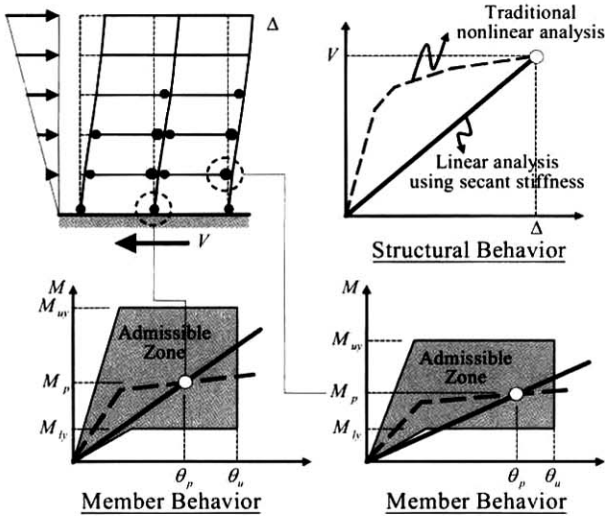 Δ
V
Traditional
nonlinear analysis
V
Linear analysis
using secant stiffness
Δ
Structural Behavior
M
M_uy
Admissible
Zone
M_p
M_ly
θ_p
θ_u
Member Behavior
M
M_uy
Admissible
Zone
M_p
M_ly
θ_p
θ_u
Member Behavior